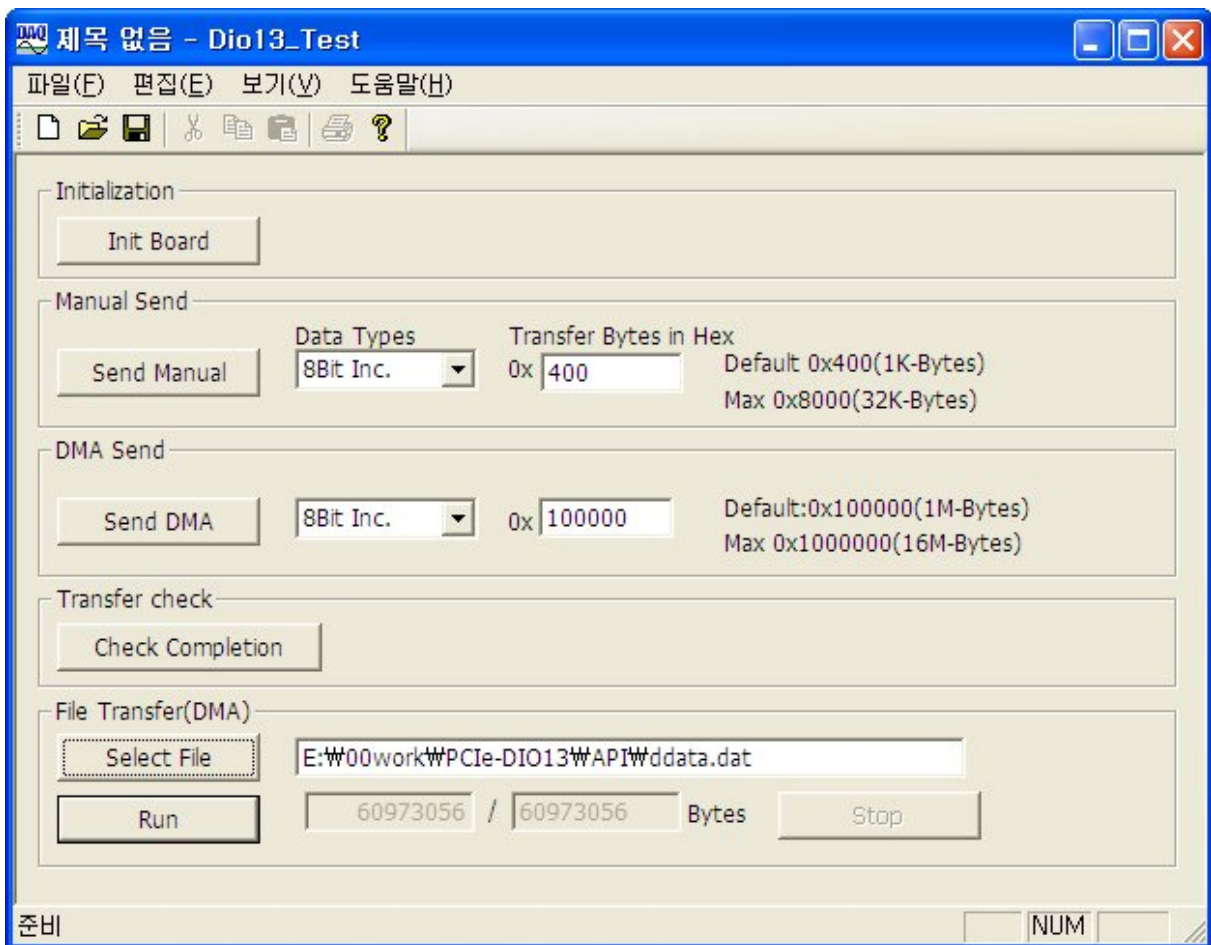 제목 없음 - Dio13_Test
파일(F) 편집(E) 보기(V) 도움말(H)
Initialization
Init Board
Manual Send
Data Types Transfer Bytes in Hex
Send Manual 8Bit Inc. 0x 400 Default 0x400(1K-Bytes)
Max 0x8000(32K-Bytes)
DMA Send
Send DMA 8Bit Inc. 0x 100000 Default:0x100000(1M-Bytes)
Max 0x1000000(16M-Bytes)
Transfer check
Check Completion
File Transfer(DMA)
Select File E:₩00work₩PCIe-DIO13₩API₩ddata.dat
Run 60973056 / 60973056 Bytes Stop
준비 NUM